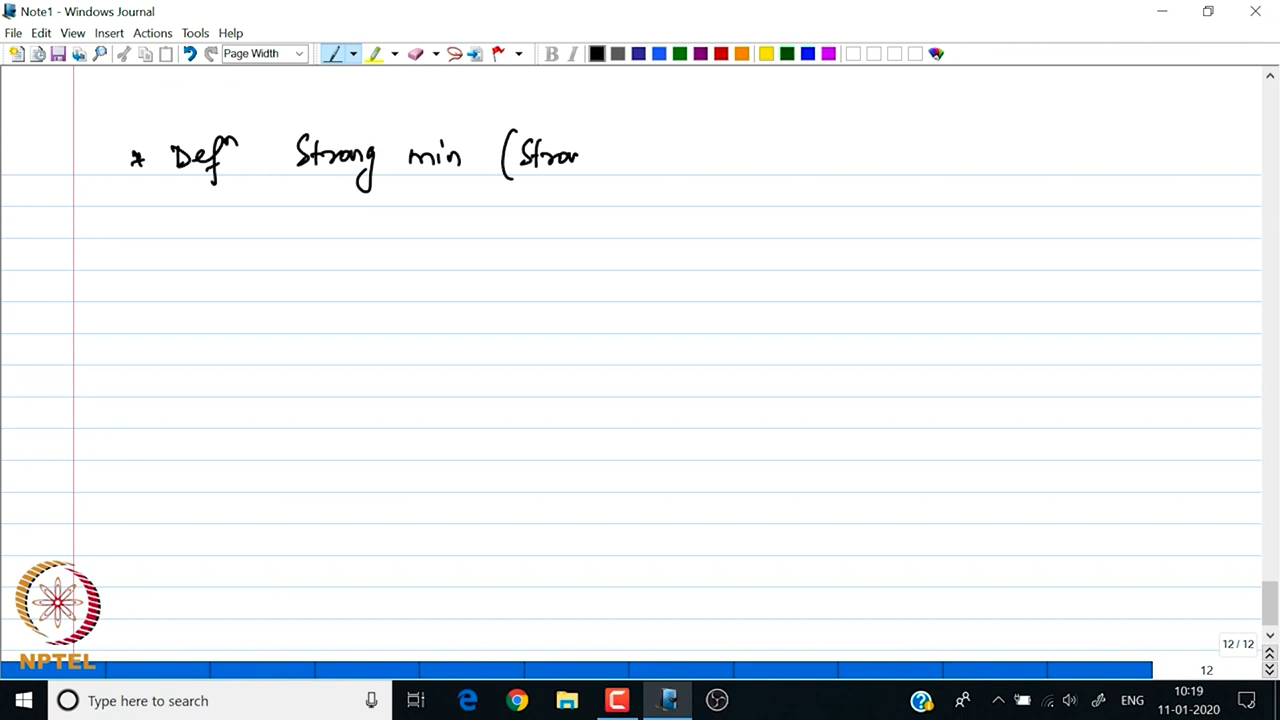 Note1 - Windows Journal
File Edit View Insert Actions Tools Help
Page Width B I
* Defⁿ Strong min (Stron
12 / 12
NPTEL
12
Type here to search
ENG
10:19
11-01-2020